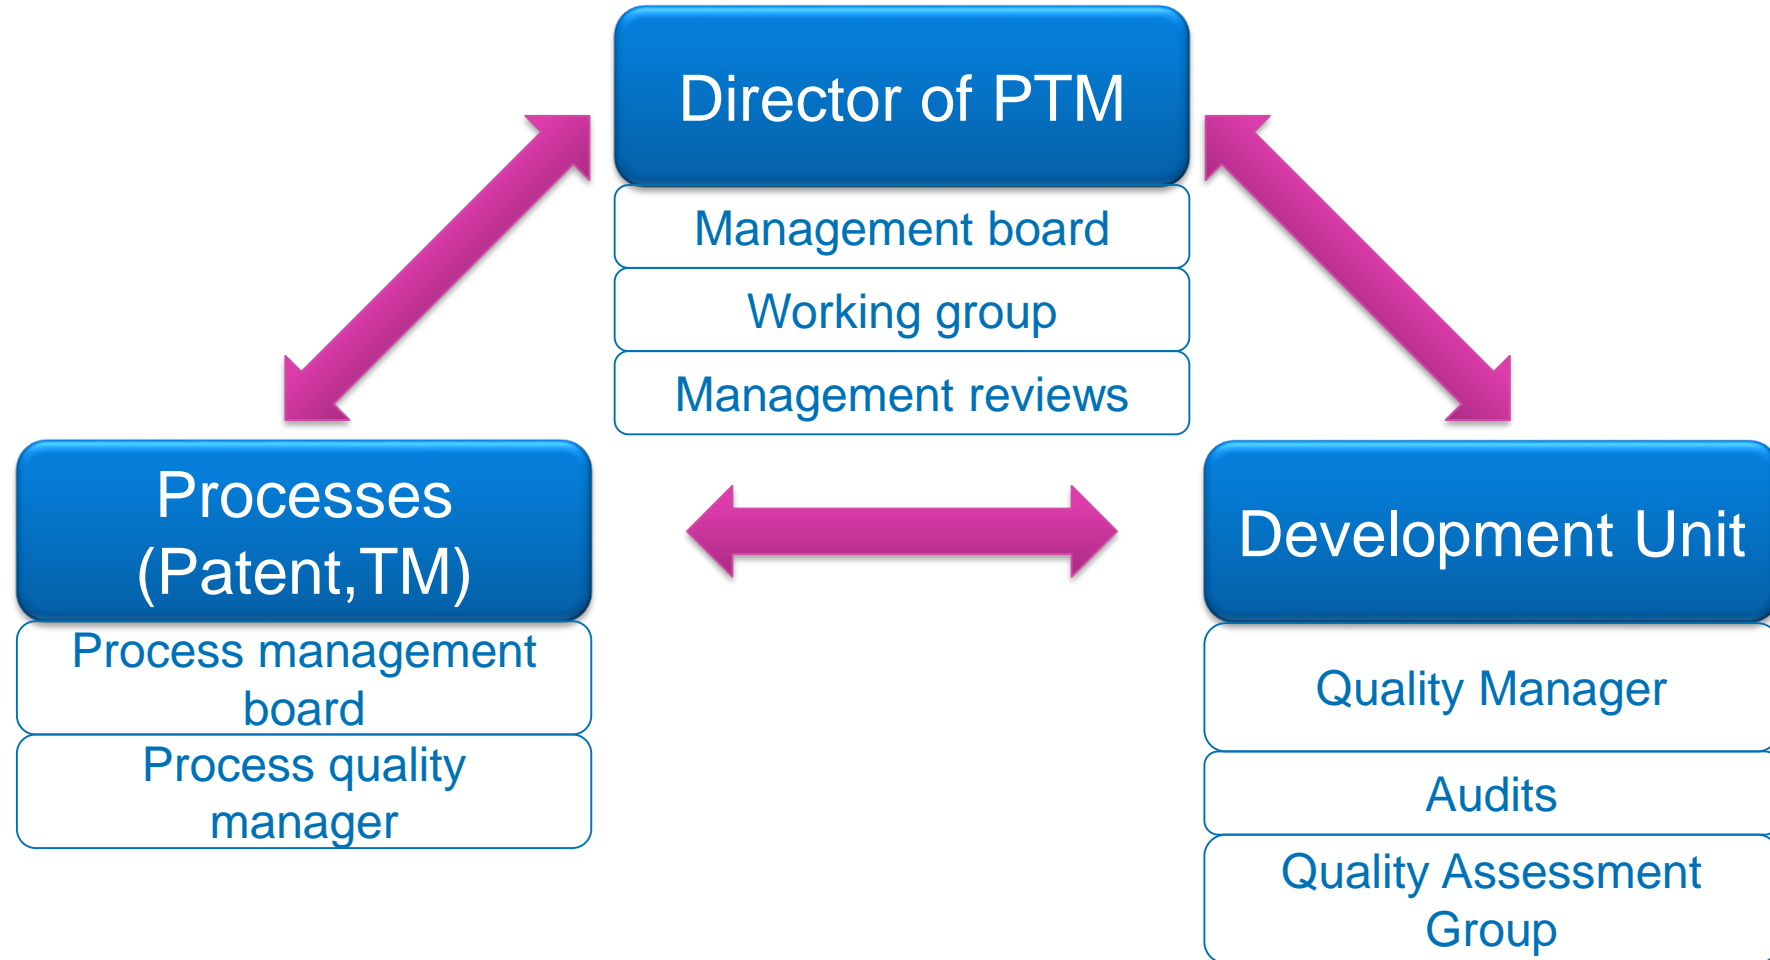 Director of PTM
Management board
Working group
Management reviews
Processes
(Patent,TM)
Process management
board
Process quality
manager
Development Unit
Quality Manager
Audits
Quality Assessment
Group